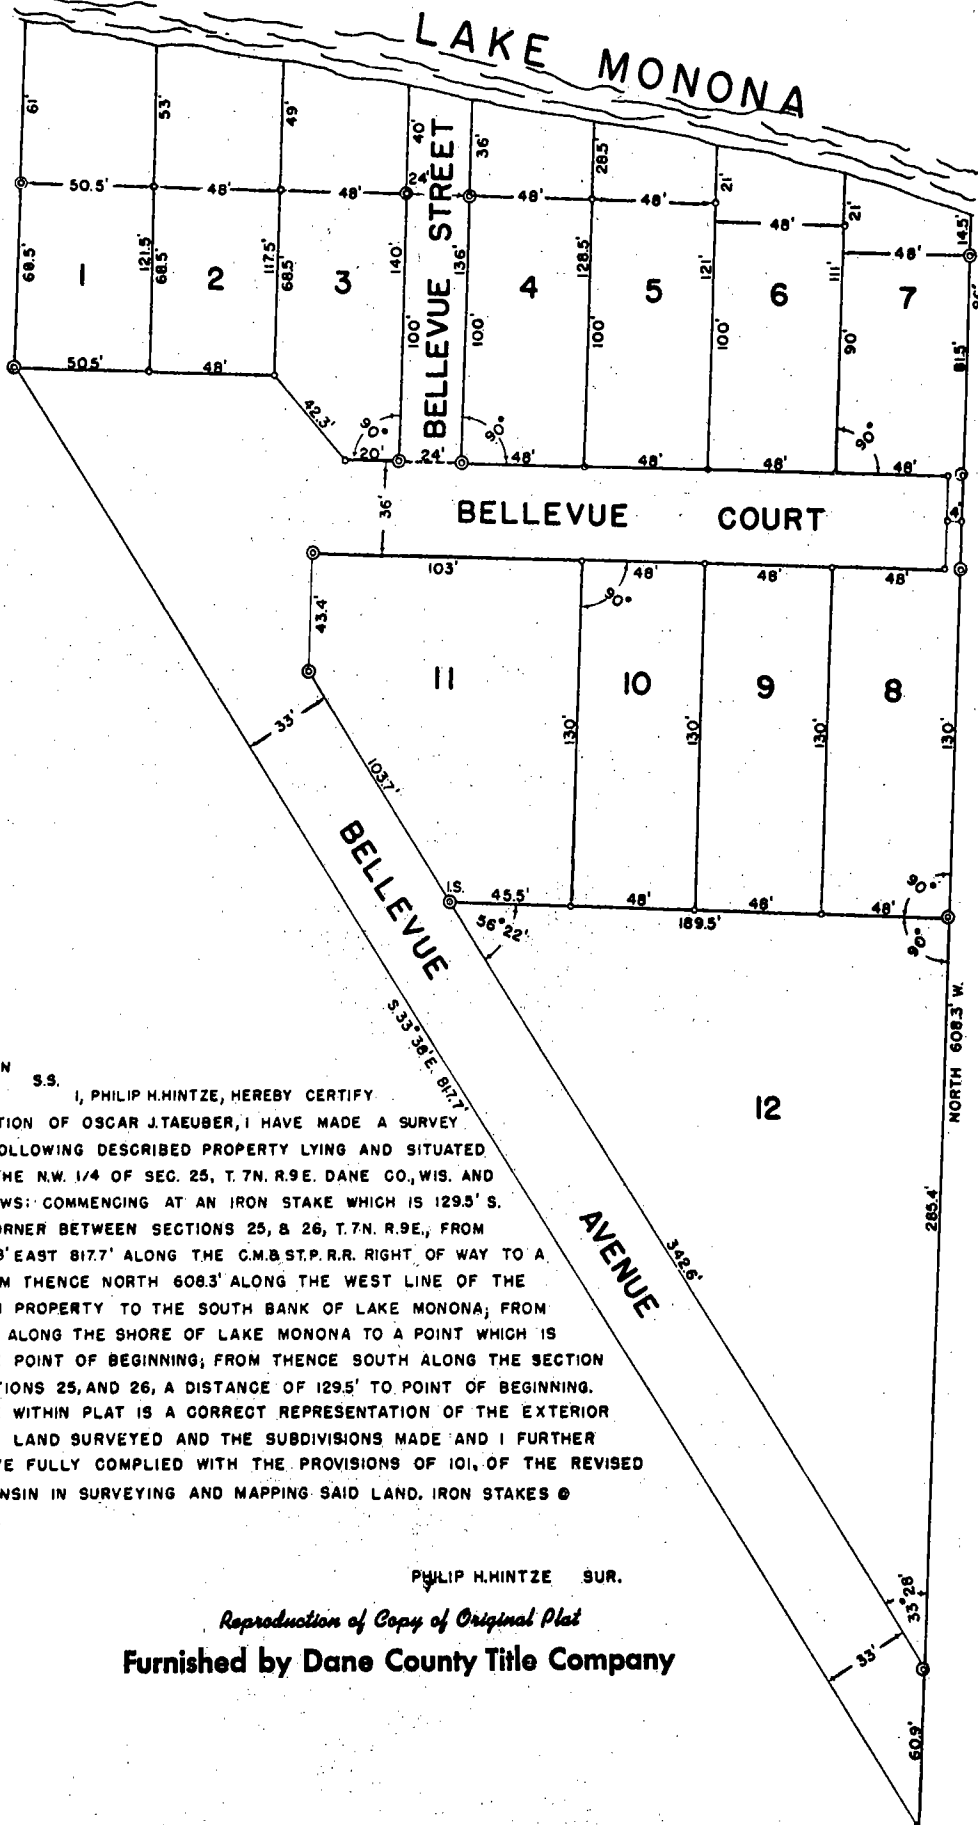 LAKE MONONA
61' 53' 49' 40' 36' 28.5' 21' 21' 14.5'
50.5' 48' 48' 24' 48' 48' 48' 48'
BELLEVUE STREET
68.5' 121.5' 68.5' 117.5' 68.5' 140' 136' 128.5' 121' 111'
1 2 3 4 5 6 7
100' 100' 100' 100' 90' 81.5'
50.5' 48' 42.3' 90° 90° 90°
20' 24' 48' 48' 48' 48'
36' BELLEVUE COURT 4'
103' 48' 48' 48'
90°
43.4'
11 10 9 8
33' 130' 130' 130' 130'
103.7'
BELLEVUE
I.S. 45.5' 48' 48' 48' 90°
56° 22' 189.5' 90°
NORTH 608.3' W.
S. 33° 38' E. 817.7'
12
N
S.S.
I, PHILIP H. HINTZE, HEREBY CERTIFY
TION OF OSCAR J. TAEUBER, I HAVE MADE A SURVEY
OLLOWING DESCRIBED PROPERTY LYING AND SITUATED
HE N.W. 1/4 OF SEC. 25, T. 7N. R.9E. DANE CO., WIS. AND
WS: COMMENCING AT AN IRON STAKE WHICH IS 129.5' S.
ORNER BETWEEN SECTIONS 25, & 26, T.7N. R.9E., FROM
8' EAST 817.7' ALONG THE C.M.& ST.P. R.R. RIGHT OF WAY TO A
M THENCE NORTH 608.3' ALONG THE WEST LINE OF THE
PROPERTY TO THE SOUTH BANK OF LAKE MONONA; FROM
ALONG THE SHORE OF LAKE MONONA TO A POINT WHICH IS
POINT OF BEGINNING; FROM THENCE SOUTH ALONG THE SECTION
TIONS 25, AND 26, A DISTANCE OF 129.5' TO POINT OF BEGINNING.
WITHIN PLAT IS A CORRECT REPRESENTATION OF THE EXTERIOR
LAND SURVEYED AND THE SUBDIVISIONS MADE AND I FURTHER
E FULLY COMPLIED WITH THE PROVISIONS OF 101, OF THE REVISED
NSIN IN SURVEYING AND MAPPING SAID LAND. IRON STAKES
285.4'
AVENUE
342.6'
PHILIP H. HINTZE SUR.
Reproduction of Copy of Original Plat
Furnished by Dane County Title Company
33° 28'
33'
60.9'